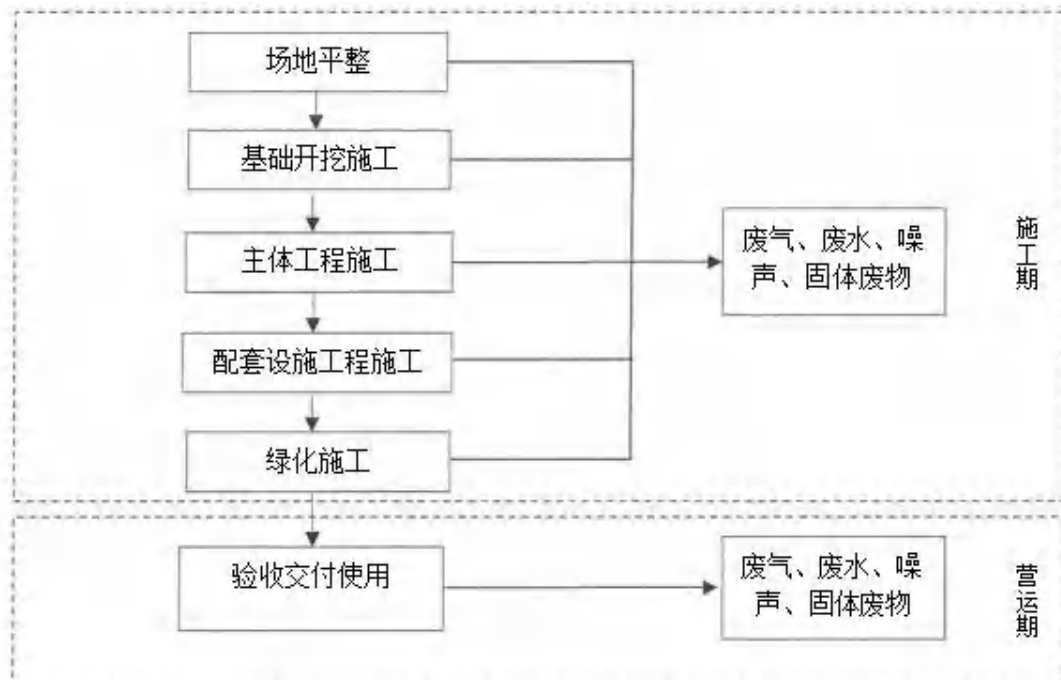 场地平整
基础开挖施工
主体工程施工
配套设施工程施工
绿化施工
废气、废水、噪
声、固体废物
施工期
验收交付使用
废气、废水、噪
声、固体废物
营运期